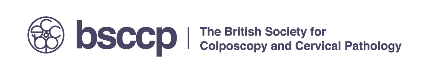 bsccp
The British Society for
Colposcopy and Cervical Pathology